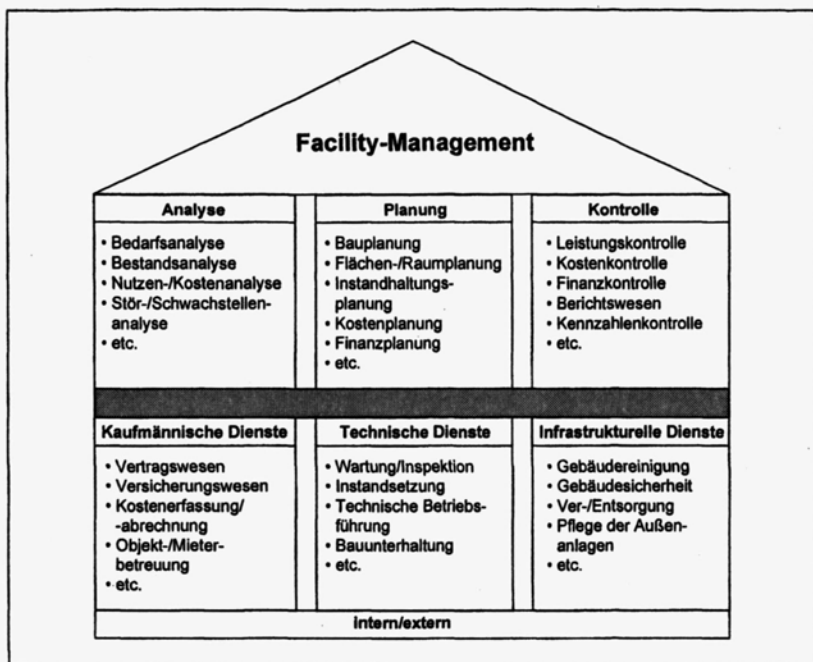 Facility-Management
Analyse
• Bedarfsanalyse
• Bestandsanalyse
• Nutzen-/Kostenanalyse
• Stör-/Schwachstellen-
analyse
• etc.
Planung
• Bauplanung
• Flächen-/Raumplanung
• Instandhaltungs-
planung
• Kostenplanung
• Finanzplanung
• etc.
Kontrolle
• Leistungskontrolle
• Kostenkontrolle
• Finanzkontrolle
• Berichtswesen
• Kennzahlenkontrolle
• etc.
Kaufmännische Dienste
• Vertragswesen
• Versicherungswesen
• Kostenerfassung/
-abrechnung
• Objekt-/Mieter-
betreuung
• etc.
Technische Dienste
• Wartung/Inspektion
• Instandsetzung
• Technische Betriebs-
führung
• Bauunterhaltung
• etc.
Infrastrukturelle Dienste
• Gebäudereinigung
• Gebäudesicherheit
• Ver-/Entsorgung
• Pflege der Außen-
anlagen
• etc.
intern/extern